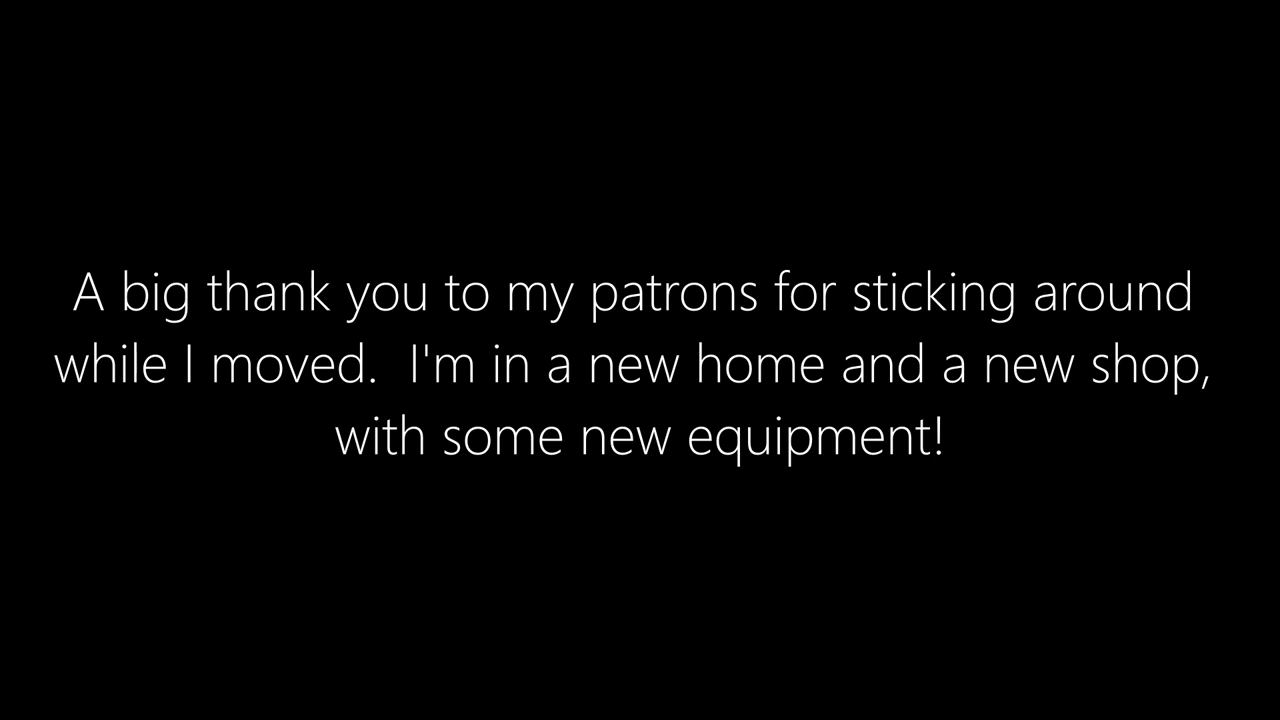 A big thank you to my patrons for sticking around
while I moved.  I'm in a new home and a new shop,
with some new equipment!